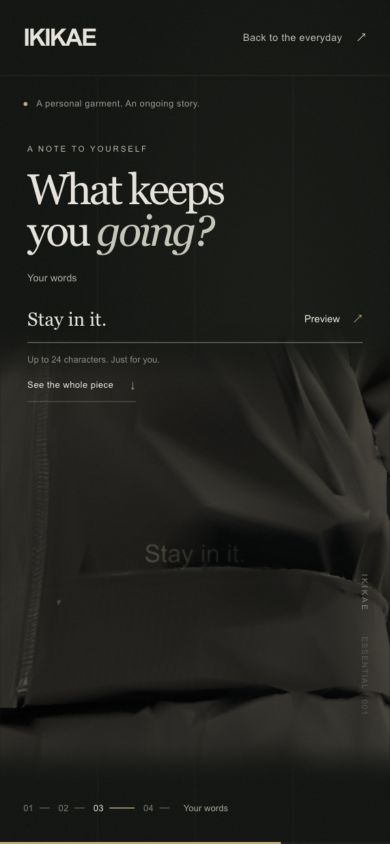 IKIKAE
Back to the everyday ↗
A personal garment. An ongoing story.
A NOTE TO YOURSELF
What keeps
you going?
Your words
Stay in it.
Preview ↗
Up to 24 characters. Just for you.
See the whole piece ↓
Stay in it.
IKIKAE ESSENTIAL 001
01 — 02 — 03 — 04 — Your words